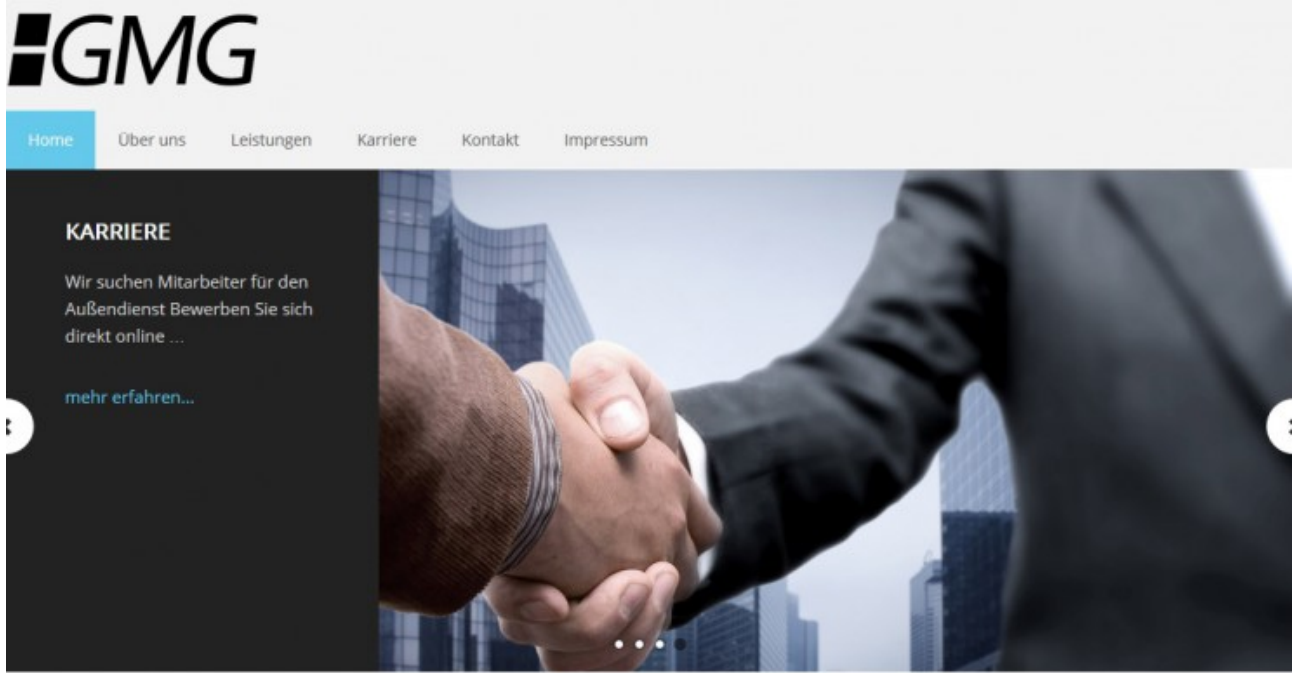 GMG
Home Über uns Leistungen Karriere Kontakt Impressum
KARRIERE
Wir suchen Mitarbeiter für den
Außendienst Bewerben Sie sich
direkt online ...
mehr erfahren...